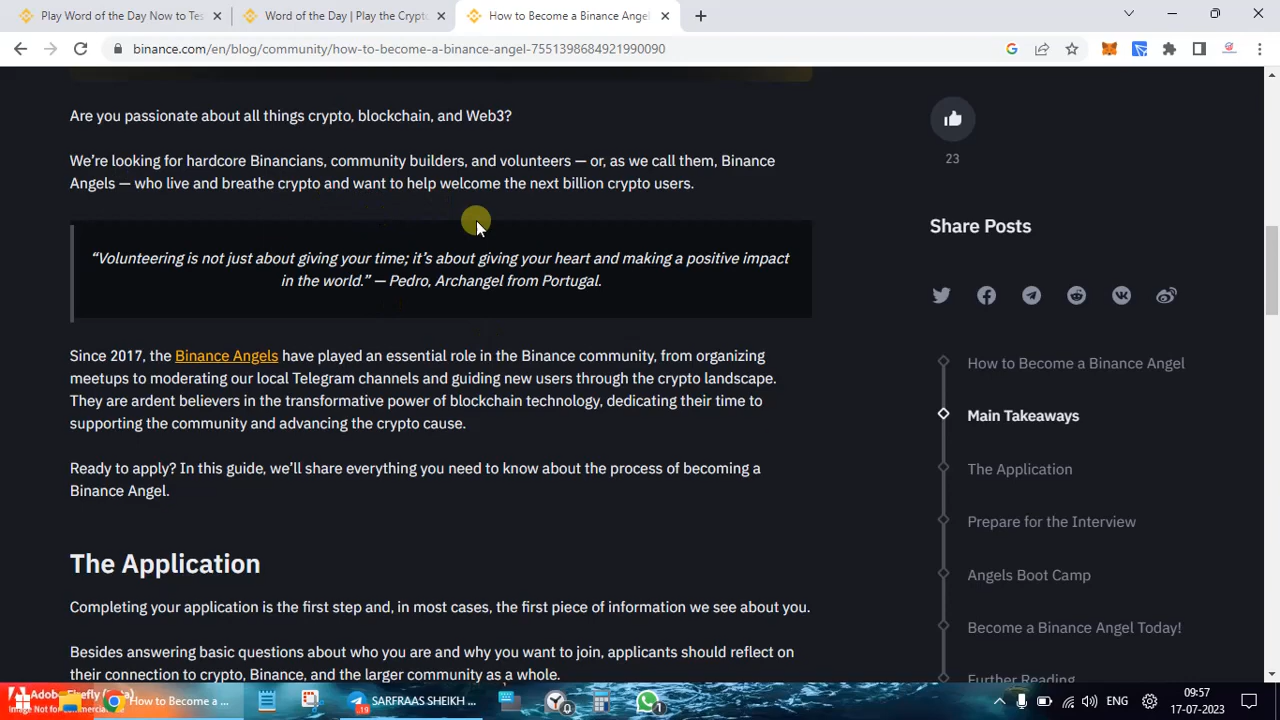 Play Word of the Day Now to Tes
Word of the Day | Play the Crypto
How to Become a Binance Angel
binance.com/en/blog/community/how-to-become-a-binance-angel-7551398684921990090
Are you passionate about all things crypto, blockchain, and Web3?
We’re looking for hardcore Binancians, community builders, and volunteers — or, as we call them, Binance
Angels — who live and breathe crypto and want to help welcome the next billion crypto users.
“Volunteering is not just about giving your time; it’s about giving your heart and making a positive impact
in the world.” — Pedro, Archangel from Portugal.
Since 2017, the Binance Angels have played an essential role in the Binance community, from organizing
meetups to moderating our local Telegram channels and guiding new users through the crypto landscape.
They are ardent believers in the transformative power of blockchain technology, dedicating their time to
supporting the community and advancing the crypto cause.
Ready to apply? In this guide, we’ll share everything you need to know about the process of becoming a
Binance Angel.
The Application
Completing your application is the first step and, in most cases, the first piece of information we see about you.
Besides answering basic questions about who you are and why you want to join, applicants should reflect on
their connection to crypto, Binance, and the larger community as a whole.
23
Share Posts
How to Become a Binance Angel
Main Takeaways
The Application
Prepare for the Interview
Angels Boot Camp
Become a Binance Angel Today!
Further Reading
Adobe Firefly
Image Not for
How to Become a ...
19
SARFRAAS SHEIKH ...
0
1
ENG
09:57
17-07-2023